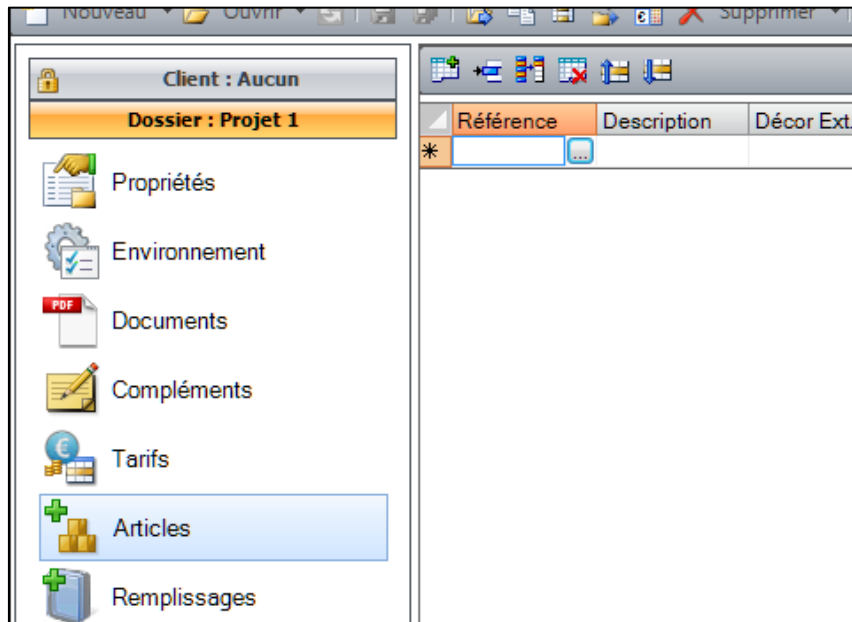 Nouveau Ouvrir Supprimer
Client : Aucun
Dossier : Projet 1
Référence Description Décor Ext.
*
...
Propriétés
Environnement
PDF
Documents
Compléments
€
Tarifs
Articles
Remplissages